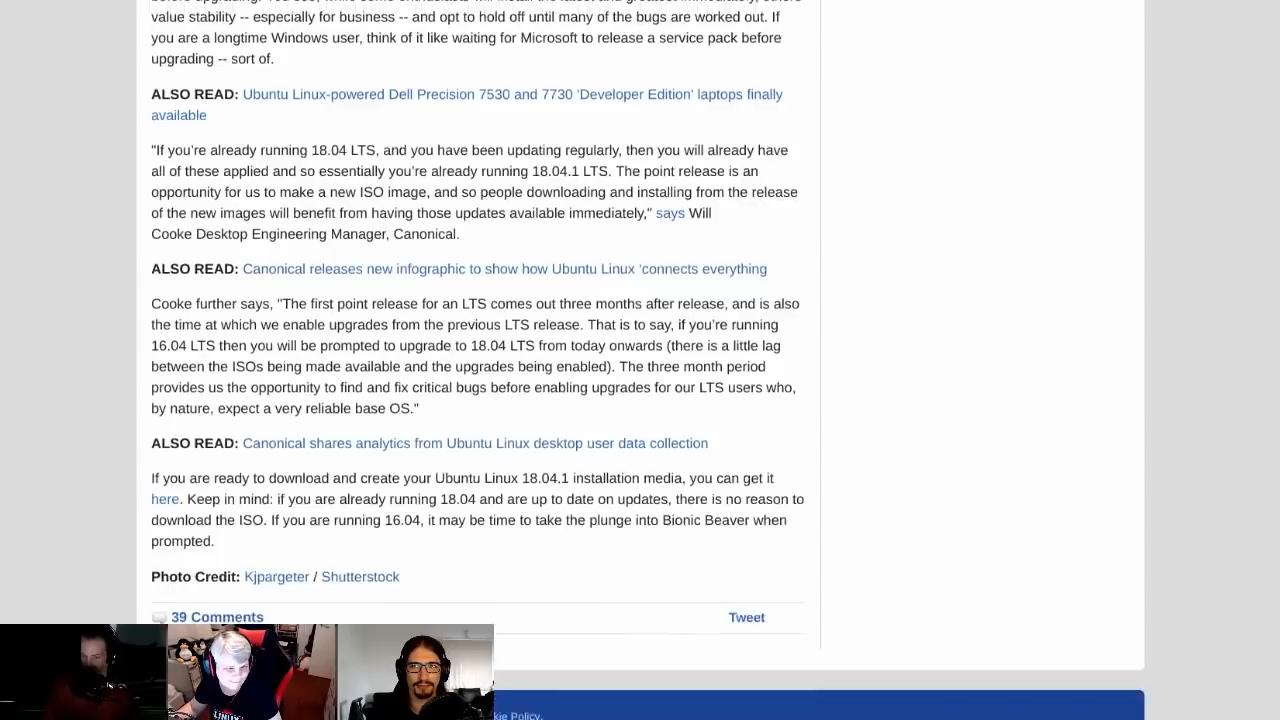 value stability -- especially for business -- and opt to hold off until many of the bugs are worked out. If
you are a longtime Windows user, think of it like waiting for Microsoft to release a service pack before
upgrading -- sort of.
ALSO READ: Ubuntu Linux-powered Dell Precision 7530 and 7730 'Developer Edition' laptops finally
available
"If you're already running 18.04 LTS, and you have been updating regularly, then you will already have
all of these applied and so essentially you're already running 18.04.1 LTS. The point release is an
opportunity for us to make a new ISO image, and so people downloading and installing from the release
of the new images will benefit from having those updates available immediately," says Will
Cooke Desktop Engineering Manager, Canonical.
ALSO READ: Canonical releases new infographic to show how Ubuntu Linux 'connects everything
Cooke further says, "The first point release for an LTS comes out three months after release, and is also
the time at which we enable upgrades from the previous LTS release. That is to say, if you're running
16.04 LTS then you will be prompted to upgrade to 18.04 LTS from today onwards (there is a little lag
between the ISOs being made available and the upgrades being enabled). The three month period
provides us the opportunity to find and fix critical bugs before enabling upgrades for our LTS users who,
by nature, expect a very reliable base OS."
ALSO READ: Canonical shares analytics from Ubuntu Linux desktop user data collection
If you are ready to download and create your Ubuntu Linux 18.04.1 installation media, you can get it
here. Keep in mind: if you are already running 18.04 and are up to date on updates, there is no reason to
download the ISO. If you are running 16.04, it may be time to take the plunge into Bionic Beaver when
prompted.
Photo Credit: Kjpargeter / Shutterstock
39 Comments
Tweet
LINUX
kie Policy.